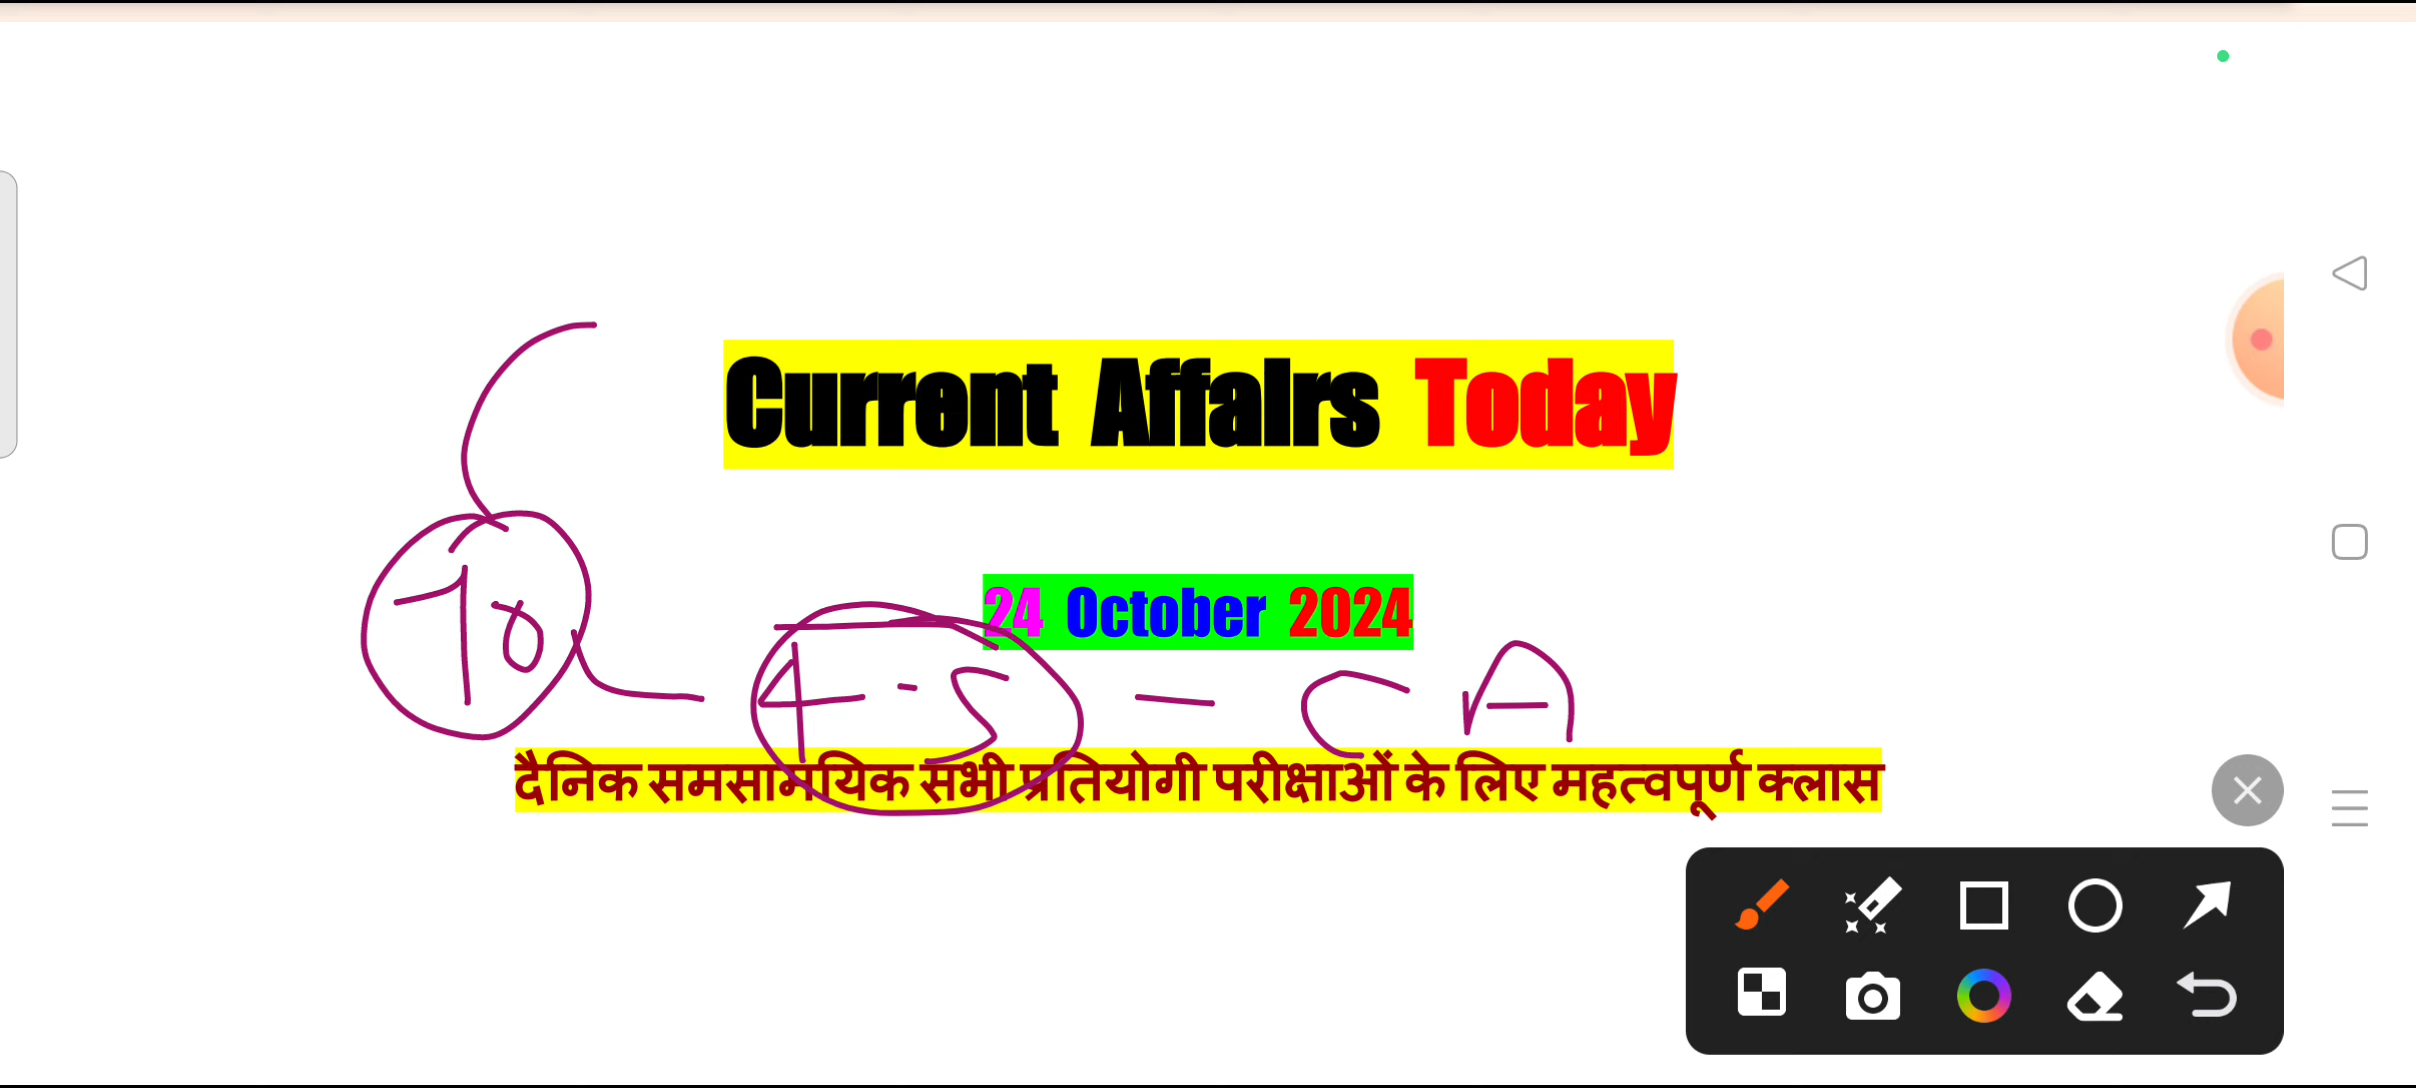 Current Affairs Today
24 October 2024
10 4-5 - CA
दैनिक समसामयिक सभी प्रतियोगी परीक्षाओं के लिए महत्वपूर्ण क्लास